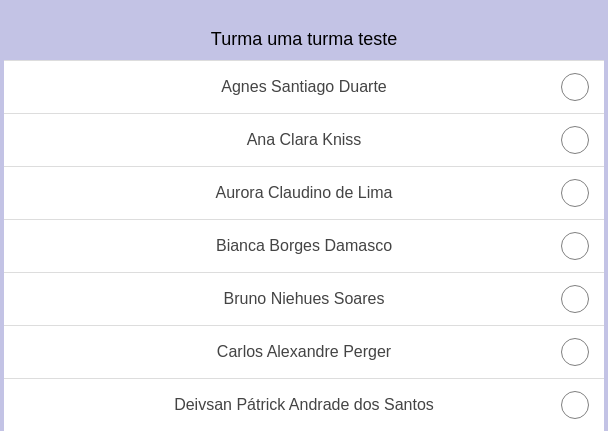 Turma uma turma teste
Agnes Santiago Duarte
Ana Clara Kniss
Aurora Claudino de Lima
Bianca Borges Damasco
Bruno Niehues Soares
Carlos Alexandre Perger
Deivsan Pátrick Andrade dos Santos